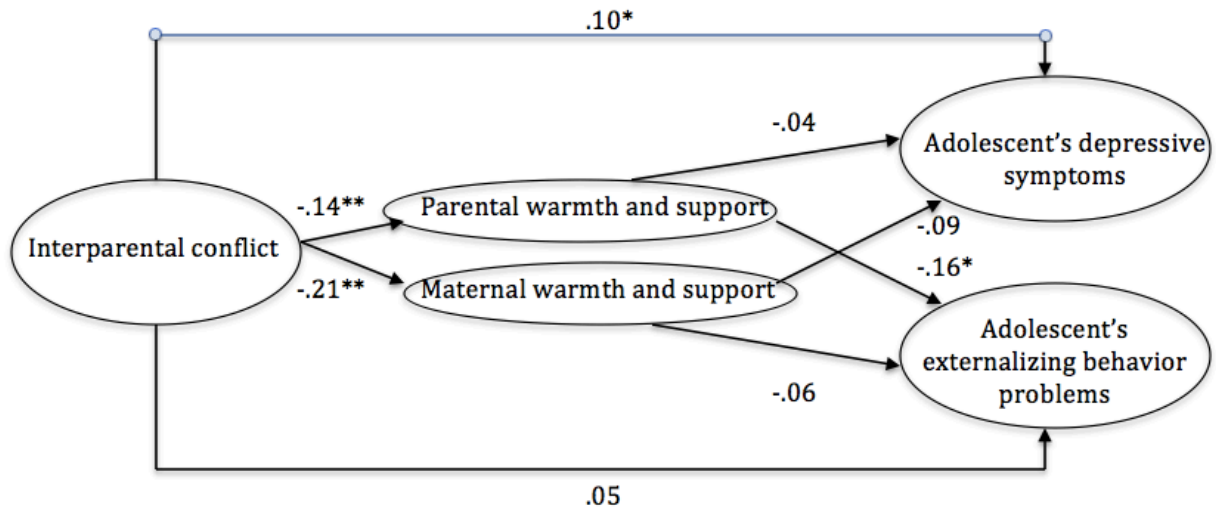 .10*
-.04
Adolescent's depressive
symptoms
-.14**
Parental warmth and support
Interparental conflict
-.09
-.16*
-.21**
Maternal warmth and support
Adolescent's
externalizing behavior
problems
-.06
.05